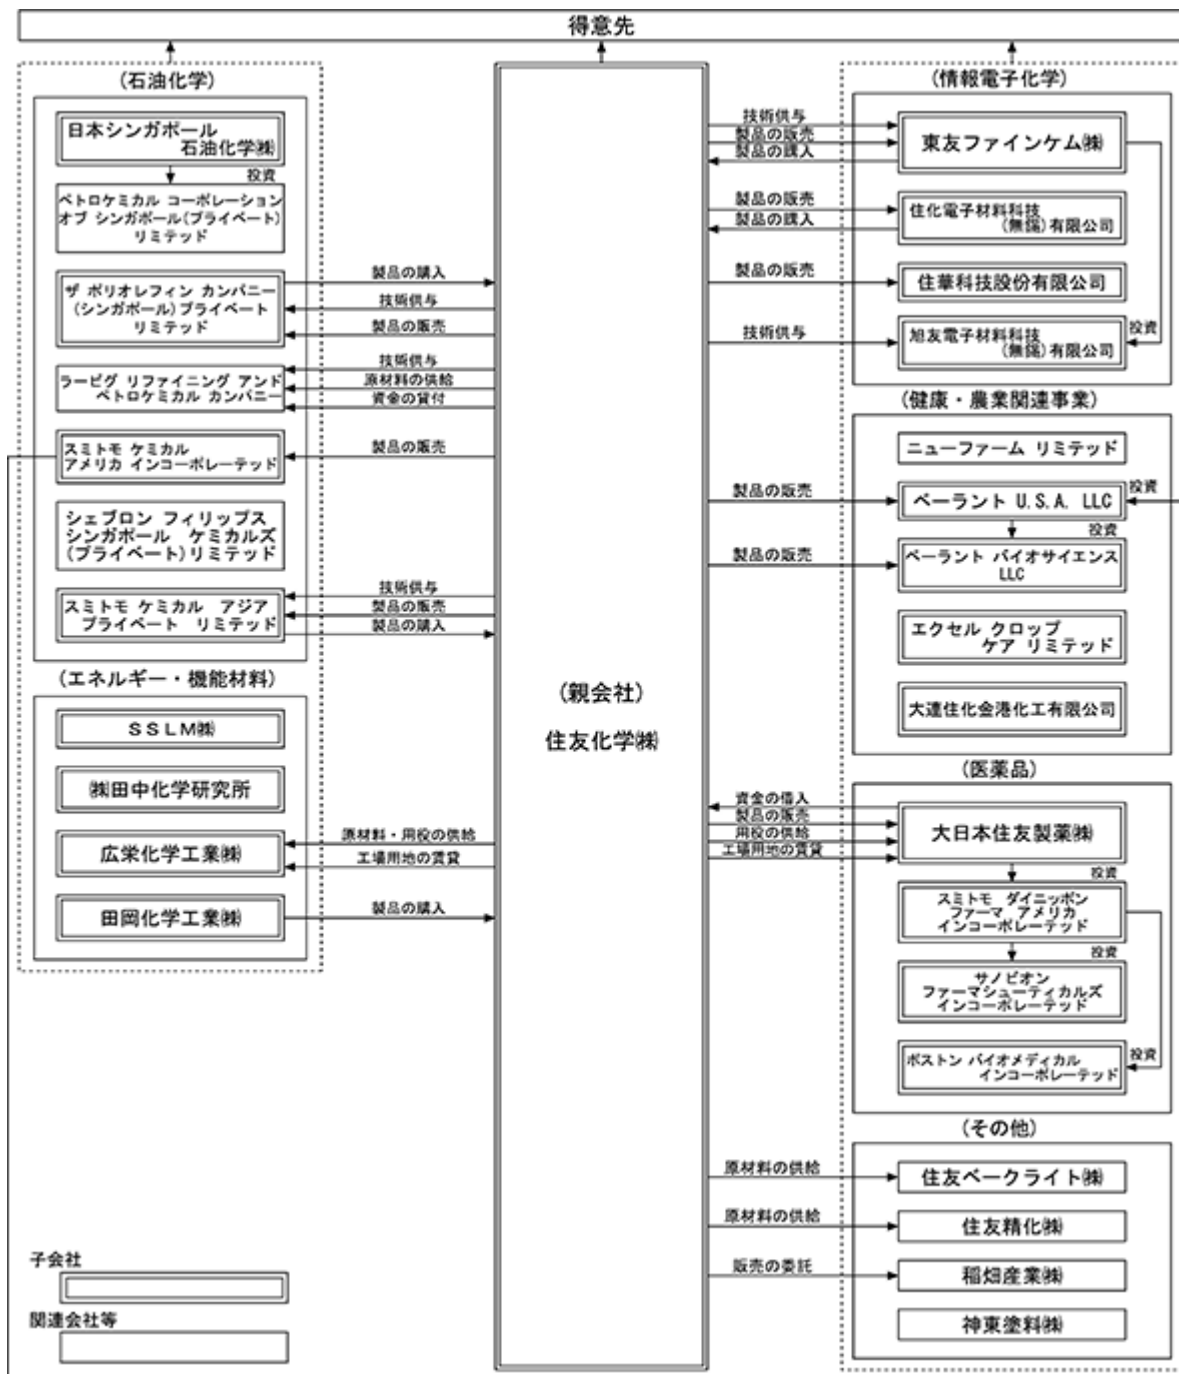 得意先
(石油化学)
日本シンガポール
石油化学㈱
投資
ペトロケミカル コーポレーション
オブ シンガポール(プライベート)
リミテッド
ザ ポリオレフィン カンパニー
(シンガポール)プライベート
リミテッド
ラービグ リファイニング アンド
ペトロケミカル カンパニー
スミトモ ケミカル
アメリカ インコーポレーテッド
シェブロン フィリップス
シンガポール ケミカルズ
(プライベート)リミテッド
スミトモ ケミカル アジア
プライベート リミテッド
(エネルギー・機能材料)
SSLM㈱
㈱田中化学研究所
広栄化学工業㈱
田岡化学工業㈱
子会社
関連会社等
製品の購入
技術供与
製品の販売
技術供与
原材料の供給
資金の貸付
製品の販売
技術供与
製品の販売
製品の購入
原材料・用役の供給
工場用地の賃貸
製品の購入
(親会社)
住友化学㈱
技術供与
製品の販売
製品の購入
製品の販売
製品の購入
製品の販売
技術供与
製品の販売
製品の販売
資金の借入
製品の販売
用役の供給
工場用地の賃貸
原材料の供給
原材料の供給
販売の委託
(情報電子化学)
東友ファインケム㈱
住化電子材料科技
(無錫)有限公司
住華科技股份有限公司
投資
旭友電子材料科技
(無錫)有限公司
(健康・農業関連事業)
ニューファーム リミテッド
ベーラント U.S.A. LLC
投資
投資
ベーラント バイオサイエンス
LLC
エクセル クロップ
ケア リミテッド
大連住化金港化工有限公司
(医薬品)
大日本住友製薬㈱
投資
スミトモ ダイニッポン
ファーマ アメリカ
インコーポレーテッド
投資
サノビオン
ファーマシューティカルズ
インコーポレーテッド
ボストン バイオメディカル
インコーポレーテッド
投資
(その他)
住友ベークライト㈱
住友精化㈱
稲畑産業㈱
神東塗料㈱